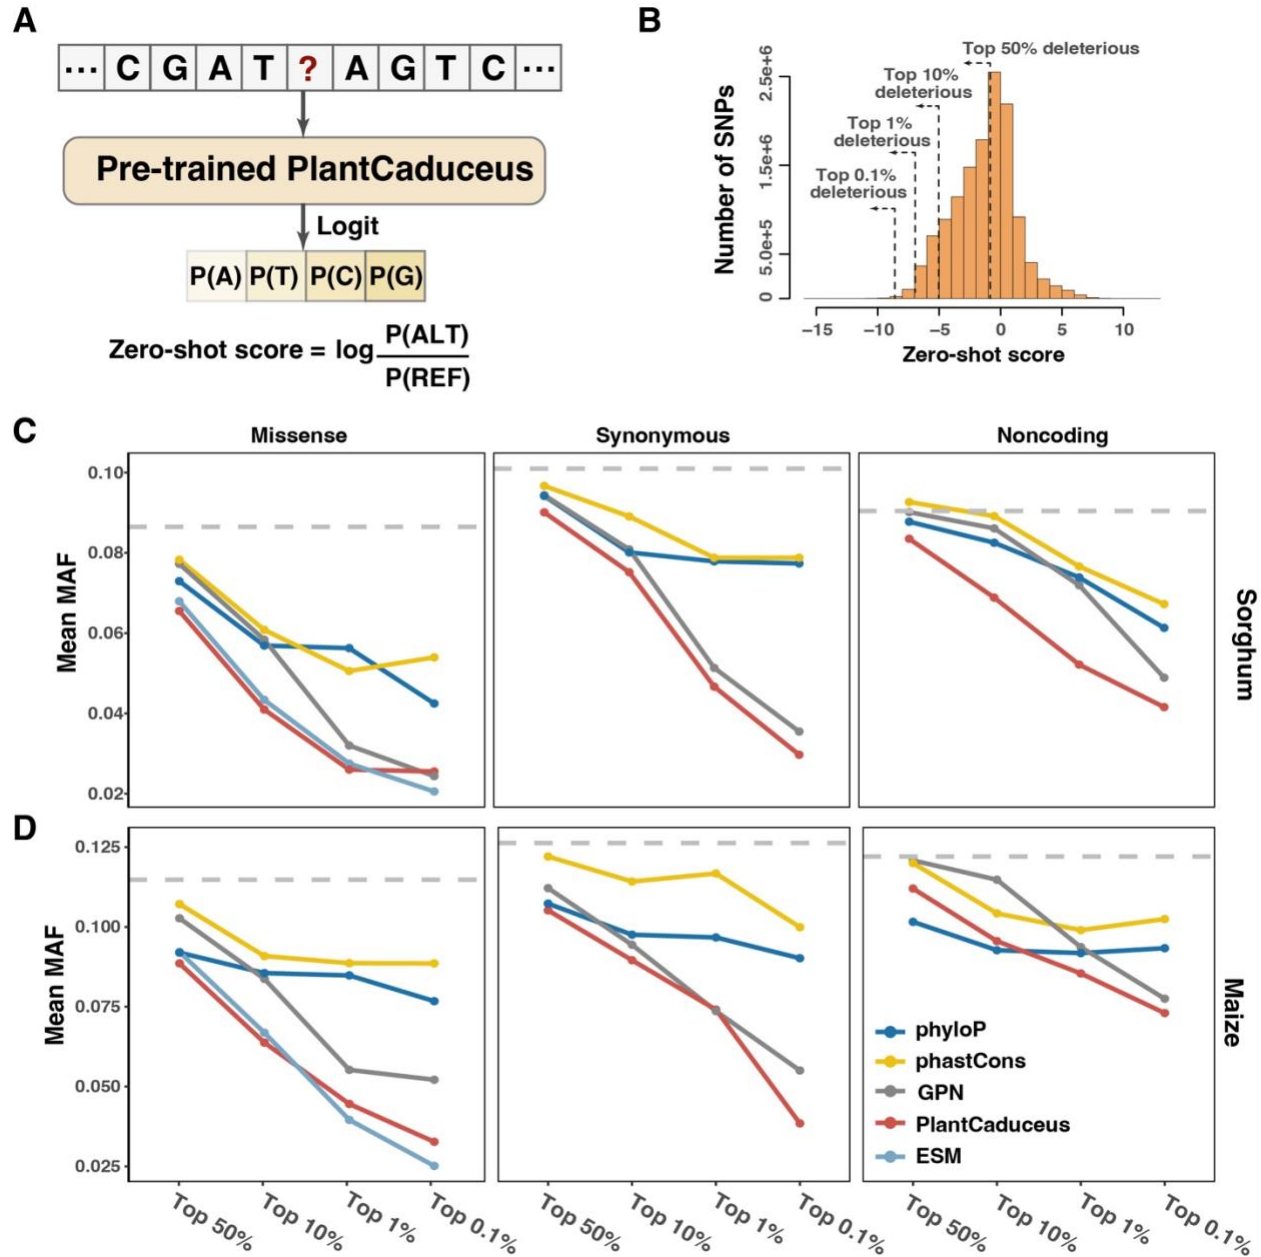 A
··· C G A T ? A G T C ···
Pre-trained PlantCaduceus
Logit
P(A) P(T) P(C) P(G)
Zero-shot score = log P(ALT)
P(REF)
B
Top 50% deleterious
Top 10%
deleterious
Top 1%
deleterious
Top 0.1%
deleterious
Number of SNPs
2.5e+6
1.5e+6
5.0e+5
0
−15 −10 −5 0 5 10
Zero-shot score
C
Missense Synonymous Noncoding
Mean MAF
0.10
0.08
0.06
0.04
0.02
Sorghum
D
Mean MAF
0.125
0.100
0.075
0.050
0.025
Maize
phyloP
phastCons
GPN
PlantCaduceus
ESM
Top 50% Top 10% Top 1% Top 0.1% Top 50% Top 10% Top 1% Top 0.1% Top 50% Top 10% Top 1% Top 0.1%